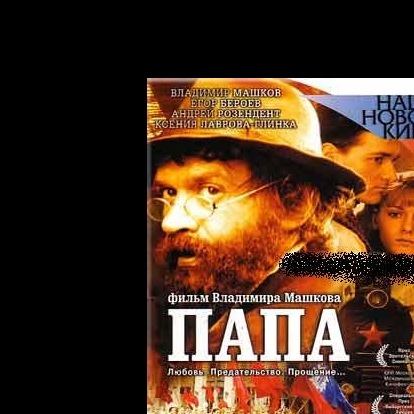 ВЛАДИМИР МАШКОВ
ЕГОР БЕРОЕВ
АНДРЕЙ РОЗЕНДЕНТ
КСЕНИЯ ЛАВРОВА-ГЛИНКА
фильм Владимира Машкова
ПАПА
Любовь. Предательство. Прощение...